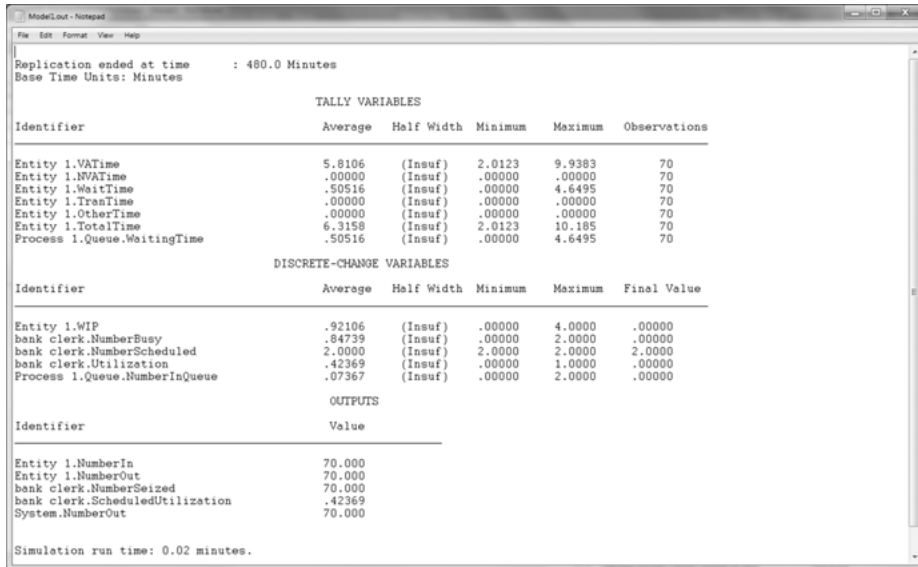 Model1.out - Notepad
File Edit Format View Help
Replication ended at time : 480.0 Minutes
Base Time Units: Minutes
TALLY VARIABLES
Identifier Average Half Width Minimum Maximum Observations
Entity 1.VATime 5.8106 (Insuf) 2.0123 9.9383 70
Entity 1.NVATime .00000 (Insuf) .00000 .00000 70
Entity 1.WaitTime .50516 (Insuf) .00000 4.6495 70
Entity 1.TranTime .00000 (Insuf) .00000 .00000 70
Entity 1.OtherTime .00000 (Insuf) .00000 .00000 70
Entity 1.TotalTime 6.3158 (Insuf) 2.0123 10.185 70
Process 1.Queue.WaitingTime .50516 (Insuf) .00000 4.6495 70
DISCRETE-CHANGE VARIABLES
Identifier Average Half Width Minimum Maximum Final Value
Entity 1.WIP .92106 (Insuf) .00000 4.0000 .00000
bank clerk.NumberBusy .84739 (Insuf) .00000 2.0000 .00000
bank clerk.NumberScheduled 2.0000 (Insuf) 2.0000 2.0000 2.0000
bank clerk.Utilization .42369 (Insuf) .00000 1.0000 .00000
Process 1.Queue.NumberInQueue .07367 (Insuf) .00000 2.0000 .00000
OUTPUTS
Identifier Value
Entity 1.NumberIn 70.000
Entity 1.NumberOut 70.000
bank clerk.NumberSeized 70.000
bank clerk.ScheduledUtilization .42369
System.NumberOut 70.000
Simulation run time: 0.02 minutes.